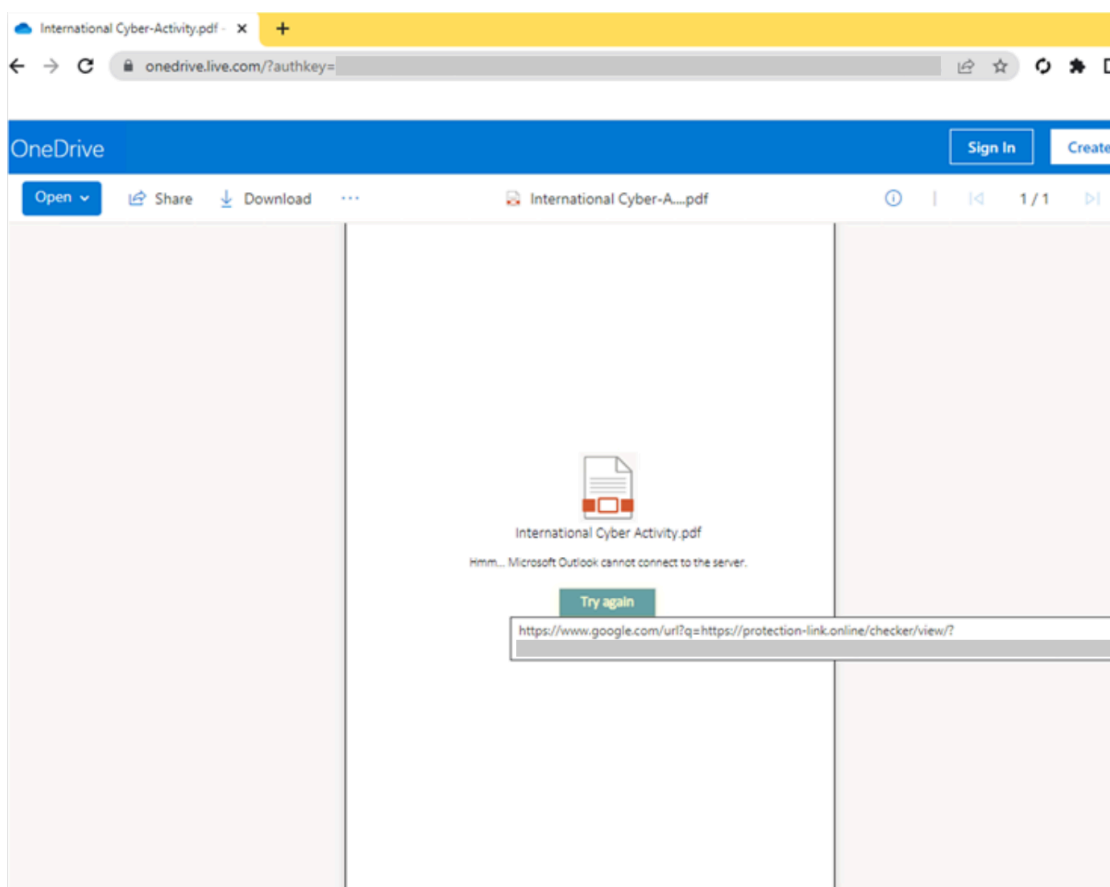 International Cyber-Activity.pdf -
onedrive.live.com/?authkey=
OneDrive
Sign In
Create
Open
Share
Download
...
International Cyber-A....pdf
1 / 1
International Cyber Activity.pdf
Hmm... Microsoft Outlook cannot connect to the server.
Try again
https://www.google.com/url?q=https://protection-link.online/checker/view/?